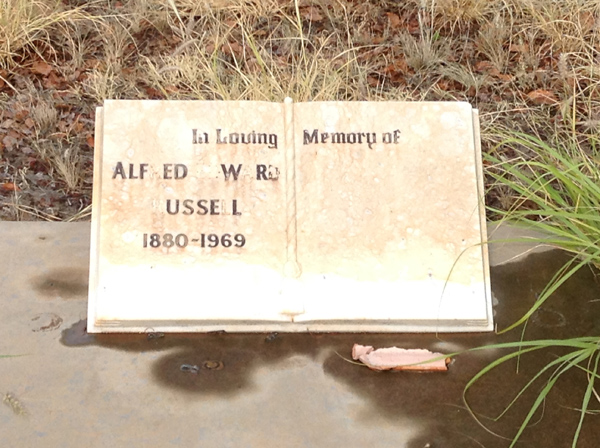 In Loving Memory of
ALF ED   W RD
USSELL
1880-1969